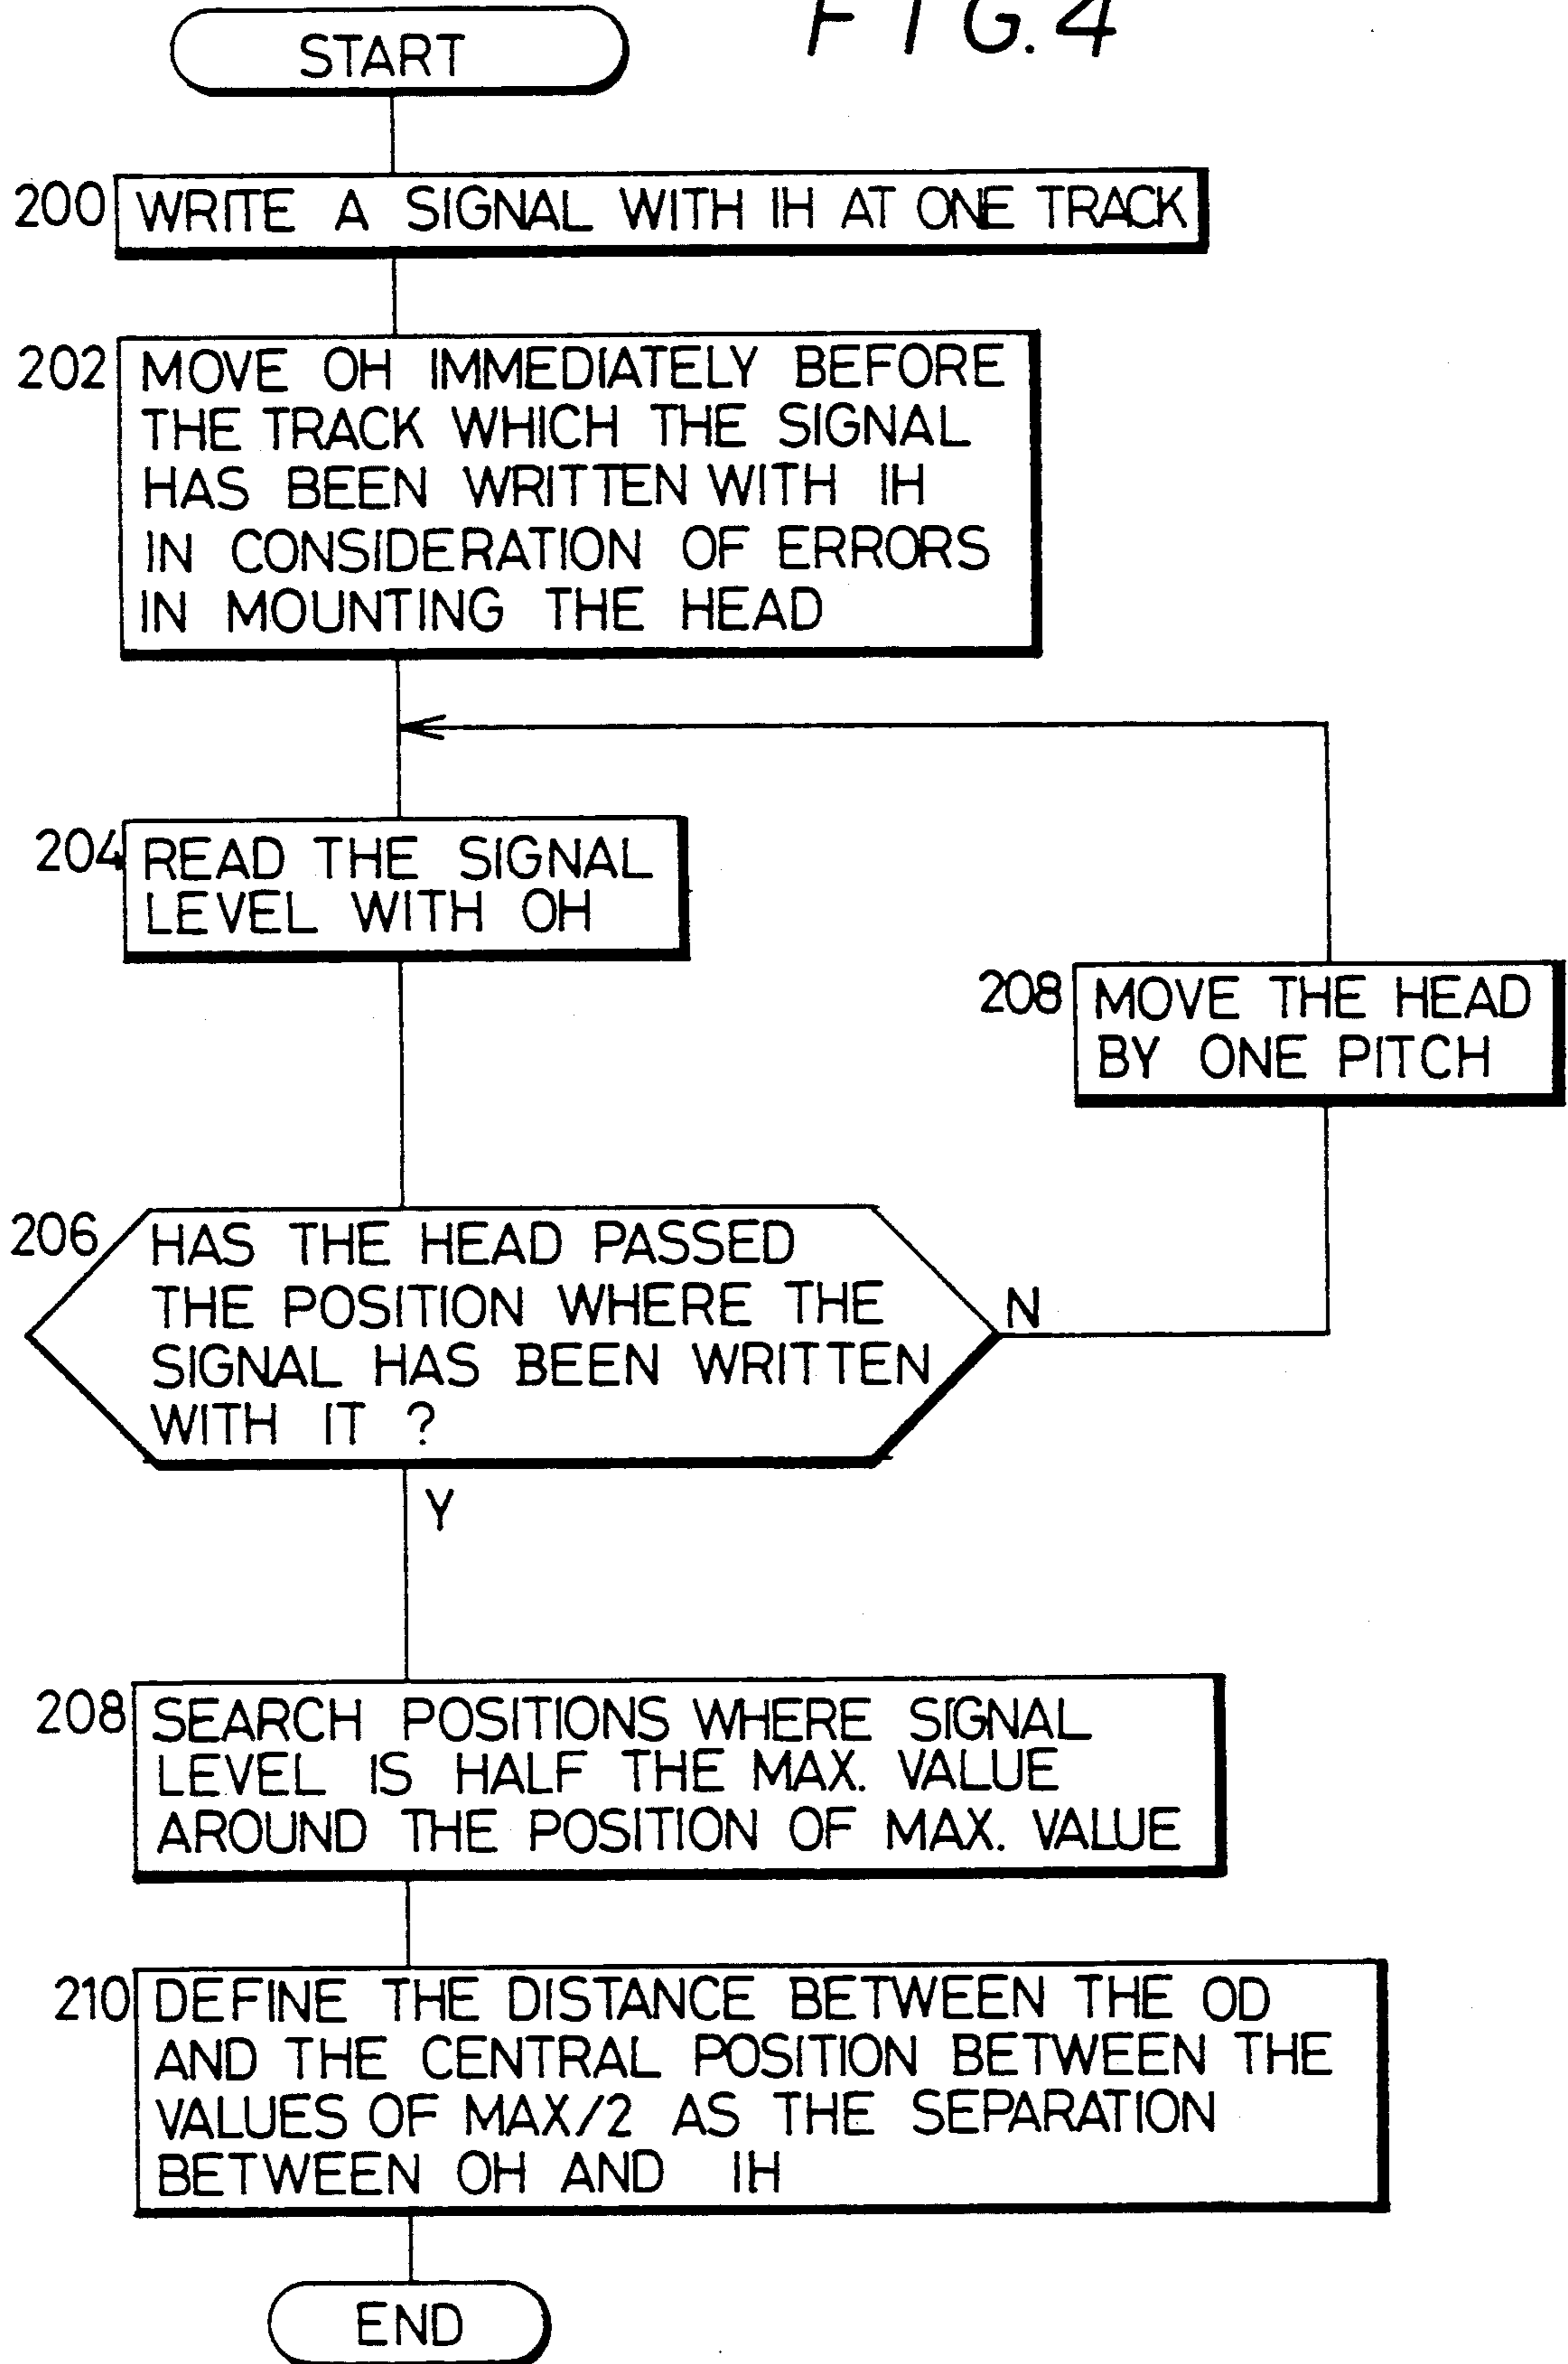 FIG. 4
START
200
WRITE A SIGNAL WITH IH AT ONE TRACK
202
MOVE OH IMMEDIATELY BEFORE
THE TRACK WHICH THE SIGNAL
HAS BEEN WRITTEN WITH IH
IN CONSIDERATION OF ERRORS
IN MOUNTING THE HEAD
204
READ THE SIGNAL
LEVEL WITH OH
208
MOVE THE HEAD
BY ONE PITCH
206
HAS THE HEAD PASSED
THE POSITION WHERE THE
SIGNAL HAS BEEN WRITTEN
WITH IT ?
N
Y
208
SEARCH POSITIONS WHERE SIGNAL
LEVEL IS HALF THE MAX. VALUE
AROUND THE POSITION OF MAX. VALUE
210
DEFINE THE DISTANCE BETWEEN THE OD
AND THE CENTRAL POSITION BETWEEN THE
VALUES OF MAX/2 AS THE SEPARATION
BETWEEN OH AND IH
END